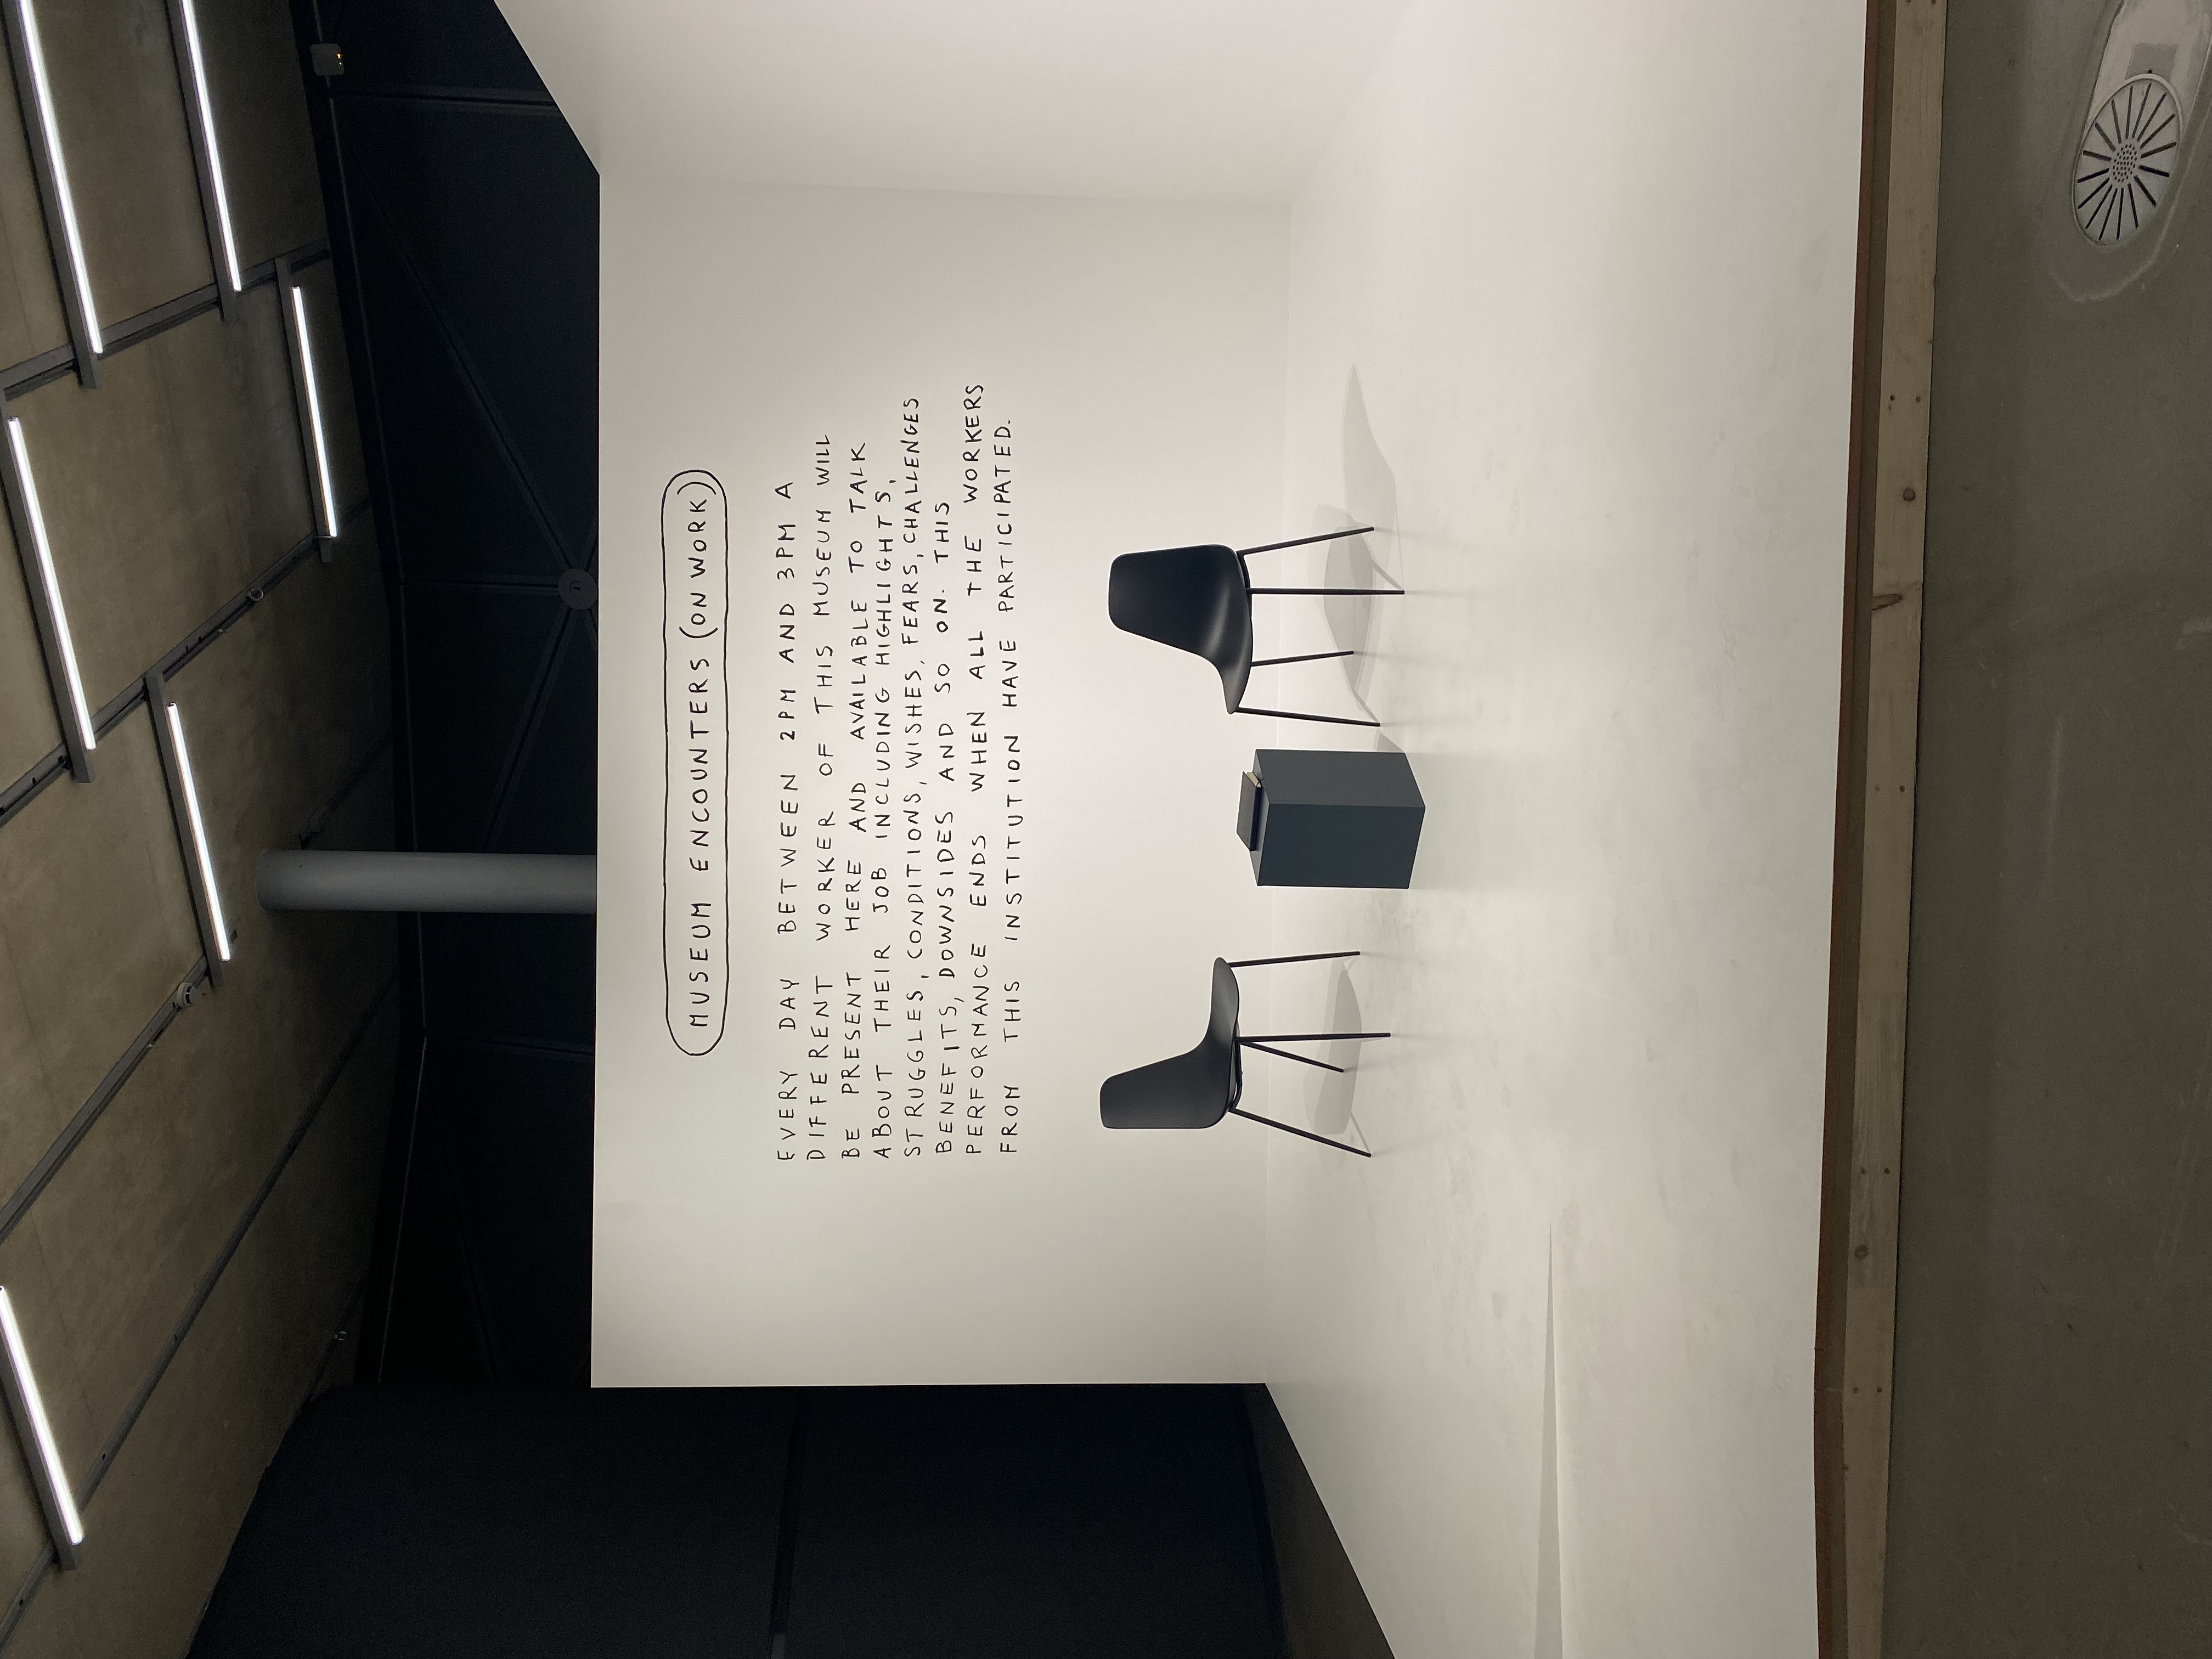 MUSEUM ENCOUNTERS (ON WORK)
EVERY DAY BETWEEN 2PM AND 3PM A
DIFFERENT WORKER OF THIS MUSEUM WILL
BE PRESENT HERE AND AVAILABLE TO TALK
ABOUT THEIR JOB INCLUDING HIGHLIGHTS,
STRUGGLES, CONDITIONS, WISHES, FEARS, CHALLENGES
BENEFITS, DOWNSIDES AND SO ON. THIS
PERFORMANCE ENDS WHEN ALL THE WORKERS
FROM THIS INSTITUTION HAVE PARTICIPATED.